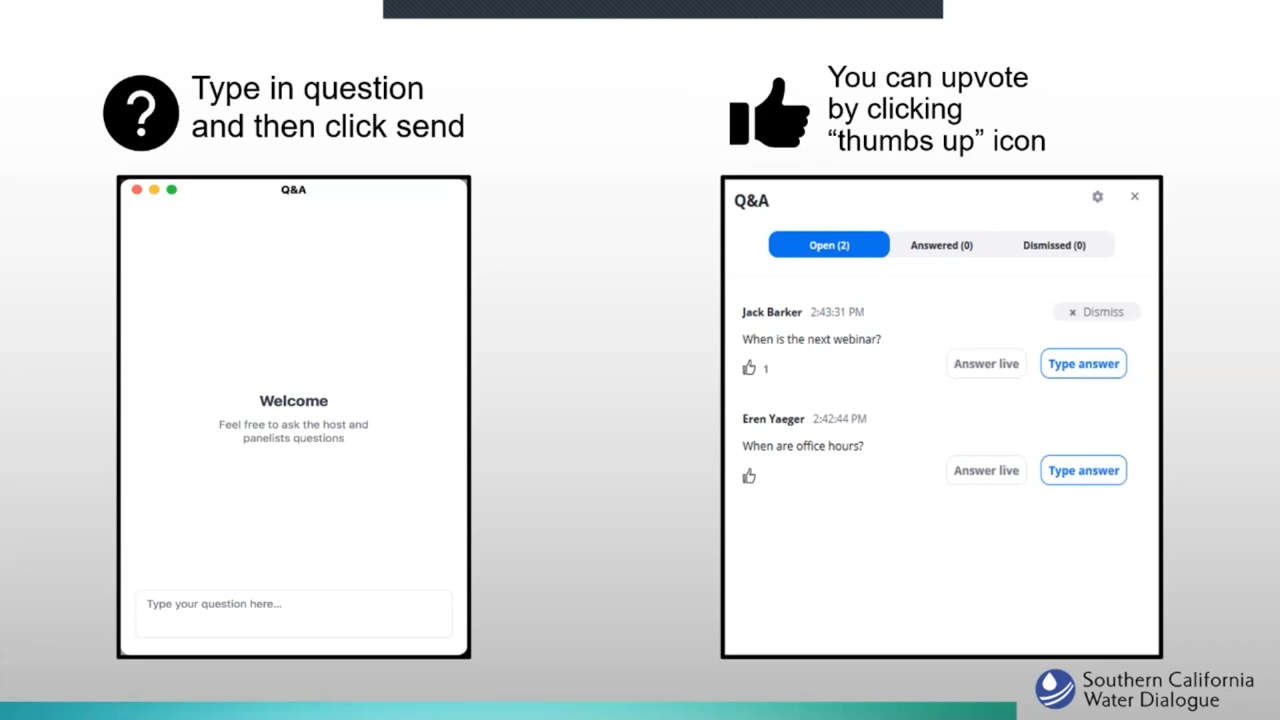 Type in question
and then click send
You can upvote
by clicking
“thumbs up” icon
Q&A
Welcome
Feel free to ask the host and
panelists questions
Type your question here...
Q&A
Open (2) Answered (0) Dismissed (0)
Jack Barker 2:43:31 PM
× Dismiss
When is the next webinar?
1
Answer live Type answer
Eren Yaeger 2:42:44 PM
When are office hours?
Answer live Type answer
Southern California
Water Dialogue